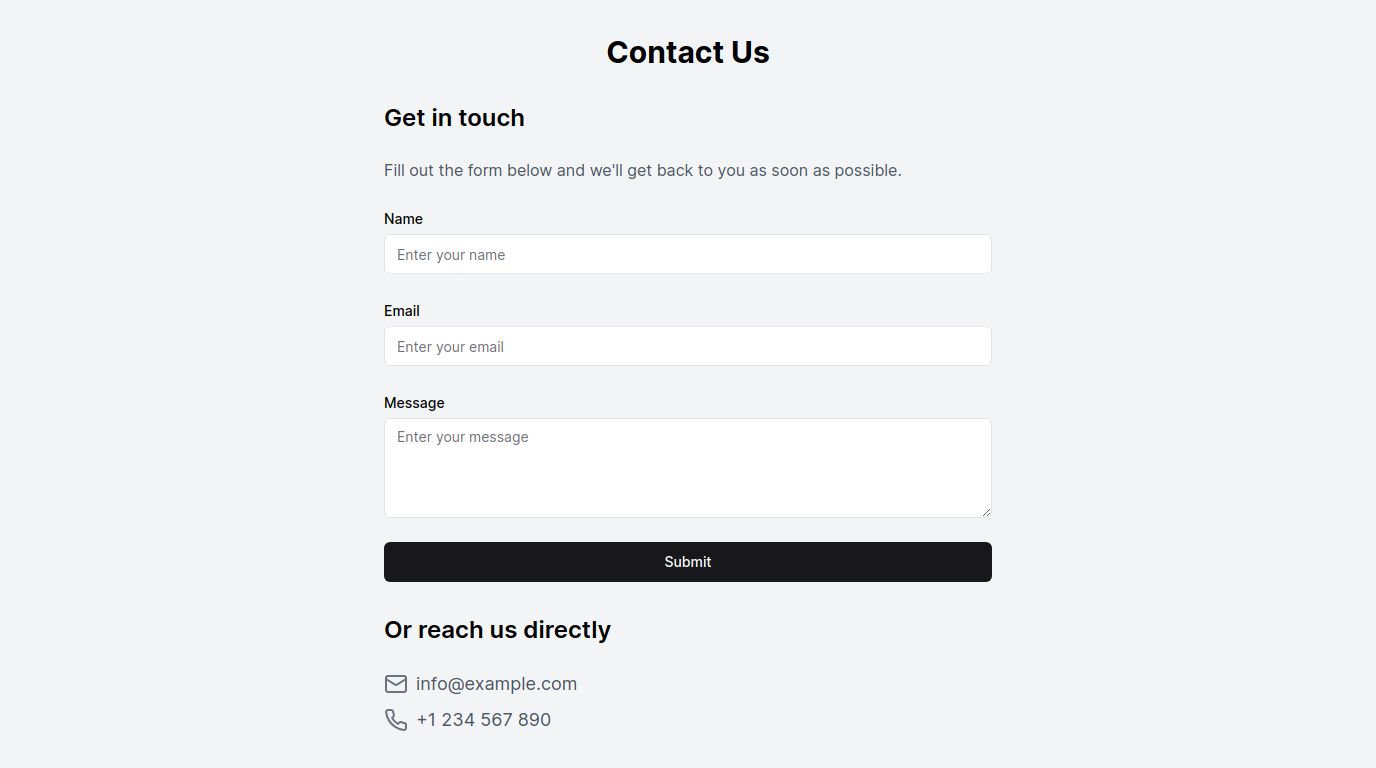 Contact Us
Get in touch
Fill out the form below and we'll get back to you as soon as possible.
Name
Enter your name
Email
Enter your email
Message
Enter your message
Submit
Or reach us directly
info@example.com
+1 234 567 890